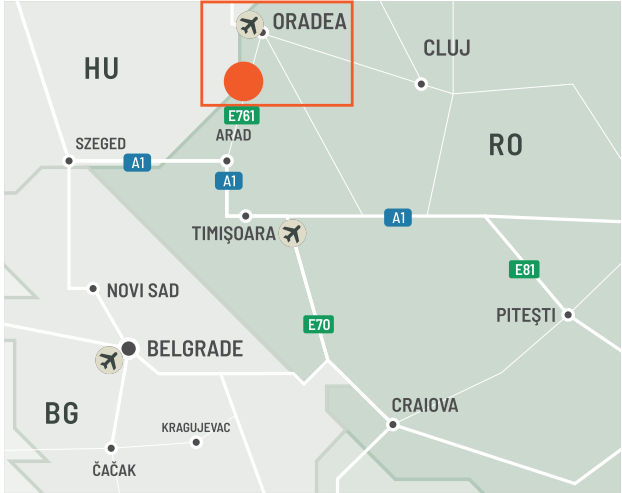 ORADEA
CLUJ
HU
E761
ARAD
SZEGED
RO
A1
A1
A1
TIMIŞOARA
E81
NOVI SAD
PITEŞTI
E70
BELGRADE
CRAIOVA
BG
KRAGUJEVAC
ČAČAK